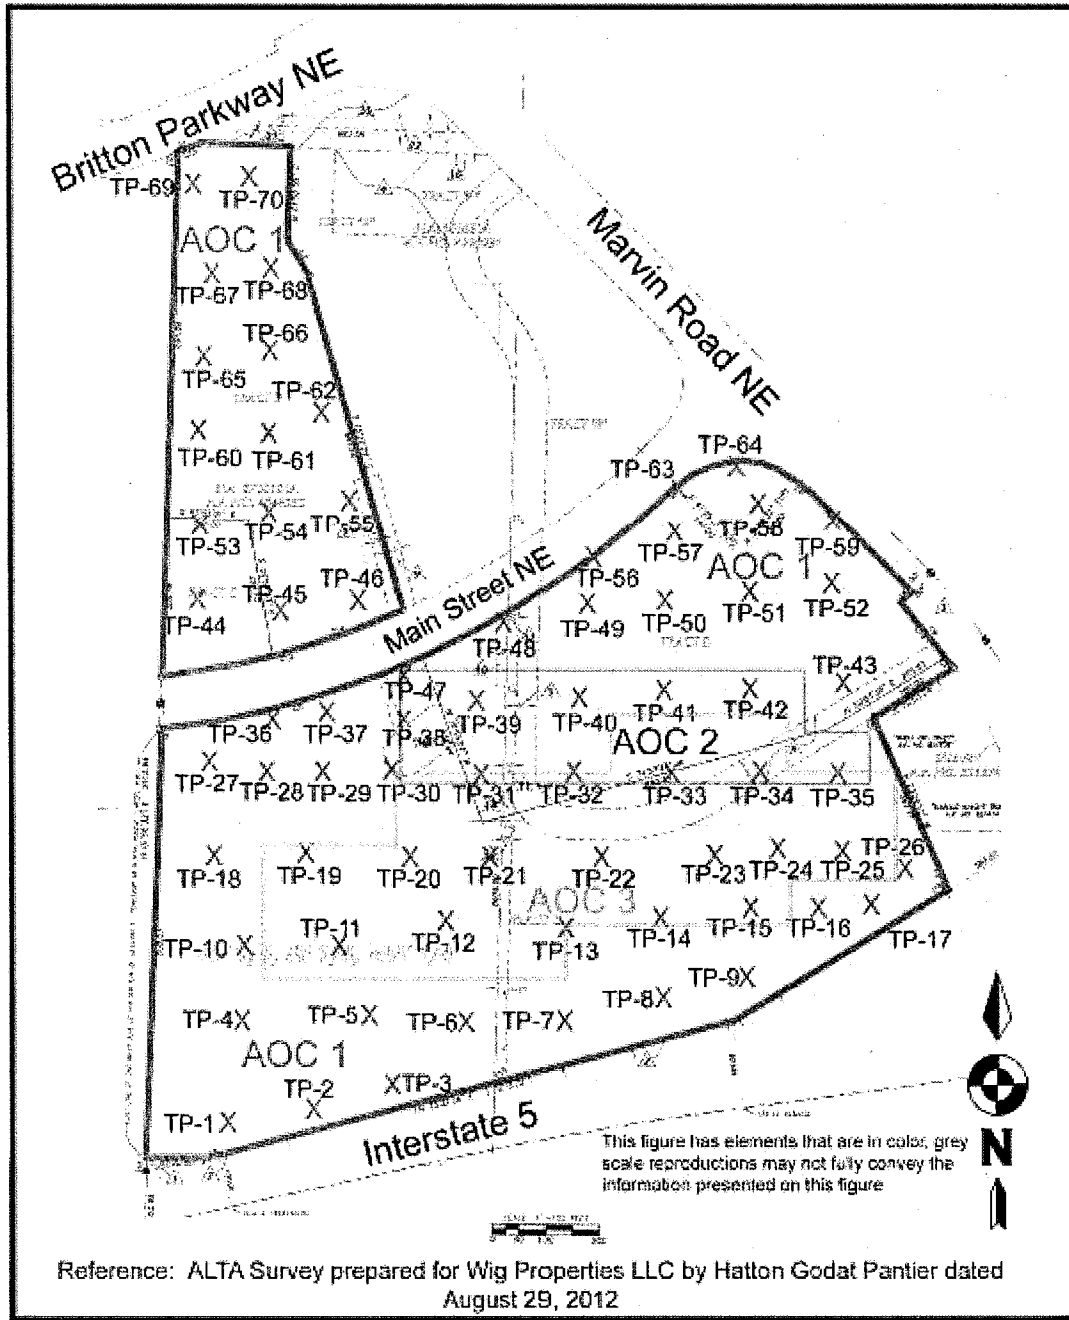 Britton Parkway NE
TP-69
TP-70
AOC 1
Marvin Road NE
TP-67
TP-68
TP-66
TP-65
TP-62
TP-60
TP-61
TP-64
TP-63
TP-54
TP-55
TP-53
TP-58
TP-59
TP-57
AOC 1
TP-56
TP-46
TP-45
TP-44
Main Street NE
TP-52
TP-51
TP-50
TP-49
TP-48
TP-43
TP-47
TP-42
TP-41
TP-40
TP-39
TP-38
TP-37
TP-36
AOC 2
TP-27
TP-28
TP-29
TP-30
TP-31
TP-32
TP-33
TP-34
TP-35
TP-26
TP-18
TP-19
TP-20
TP-21
TP-22
TP-23
TP-24
TP-25
AOC 3
TP-10
TP-11
TP-12
TP-13
TP-14
TP-15
TP-16
TP-17
TP-9
TP-8
TP-4
TP-5
TP-6
TP-7
AOC 1
TP-2
TP-3
TP-1
Interstate 5
This figure has elements that are in color, grey
scale reproductions may not fully convey the
information presented on this figure
N
Reference: ALTA Survey prepared for Wig Properties LLC by Hatton Godat Pantier dated
August 29, 2012